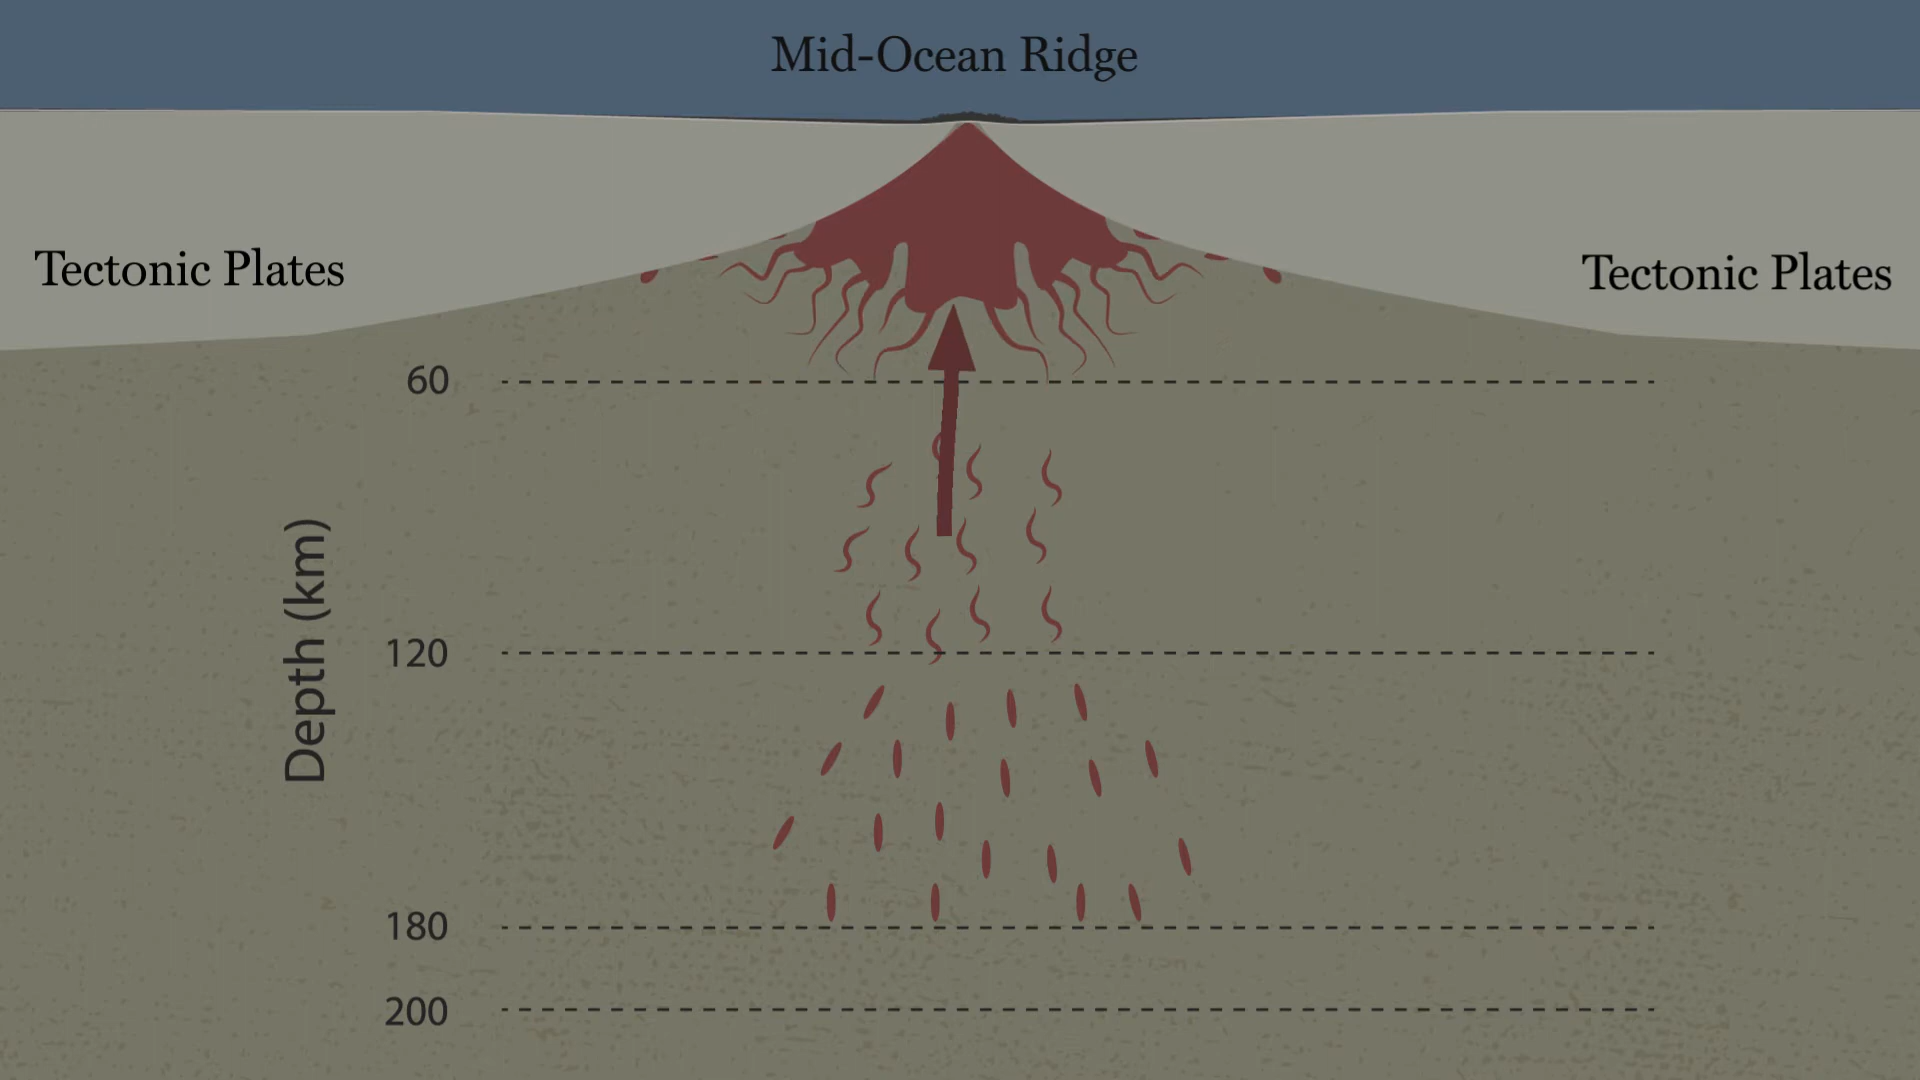 Mid-Ocean Ridge
Tectonic Plates
Tectonic Plates
60
Depth (km)
120
180
200